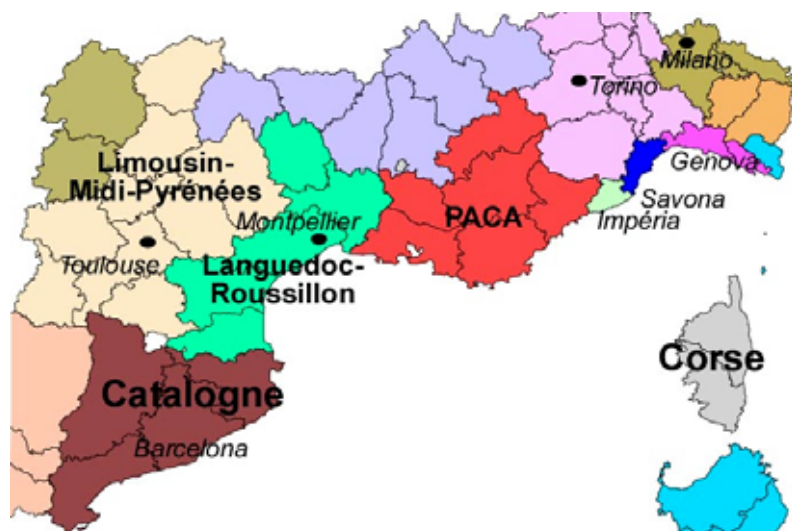 Milano
Torino
Limousin-
Midi-Pyrénées
Genova
Savona
Impéria
Montpellier
PACA
Toulouse
Languedoc-
Roussillon
Corse
Catalogne
Barcelona